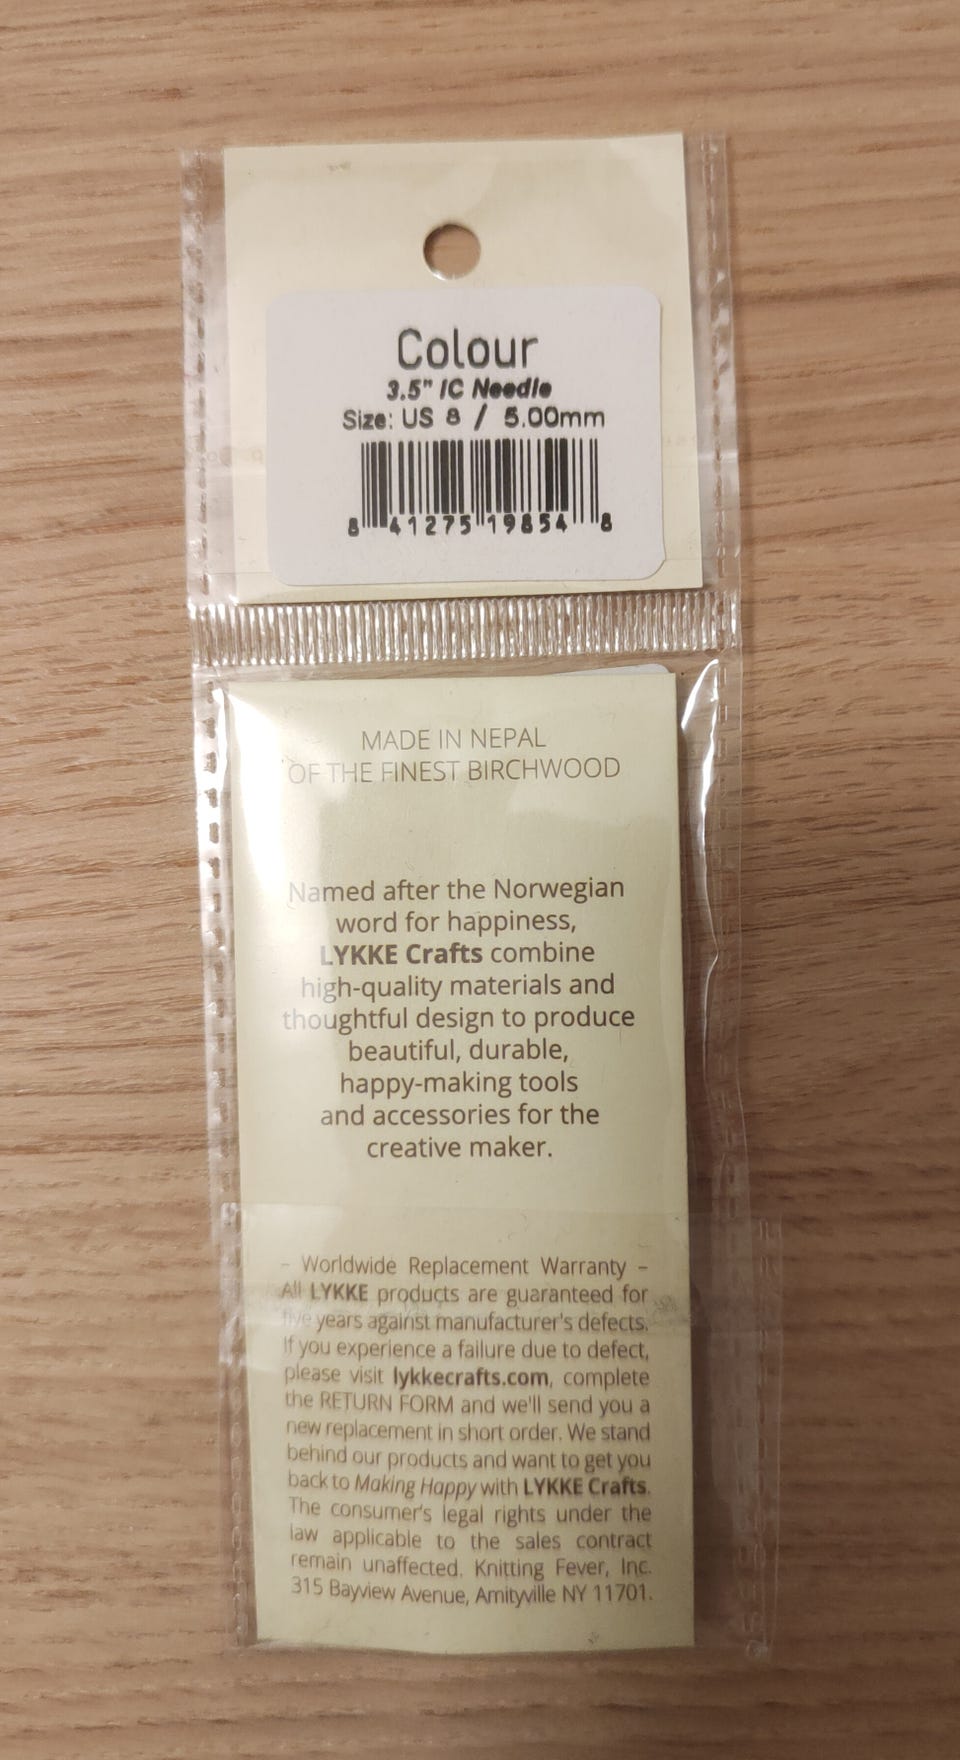 Colour
3.5" IC Needle
Size: US 8 / 5.00mm
8 41275 19854 8
MADE IN NEPAL
OF THE FINEST BIRCHWOOD
Named after the Norwegian
word for happiness,
LYKKE Crafts combine
high-quality materials and
thoughtful design to produce
beautiful, durable,
happy-making tools
and accessories for the
creative maker.
– Worldwide Replacement Warranty –
All LYKKE products are guaranteed for
five years against manufacturer's defects.
If you experience a failure due to defect,
please visit lykkecrafts.com, complete
the RETURN FORM and we'll send you a
new replacement in short order. We stand
behind our products and want to get you
back to Making Happy with LYKKE Crafts.
The consumer's legal rights under the
law applicable to the sales contract
remain unaffected. Knitting Fever, Inc.
315 Bayview Avenue, Amityville NY 11701.